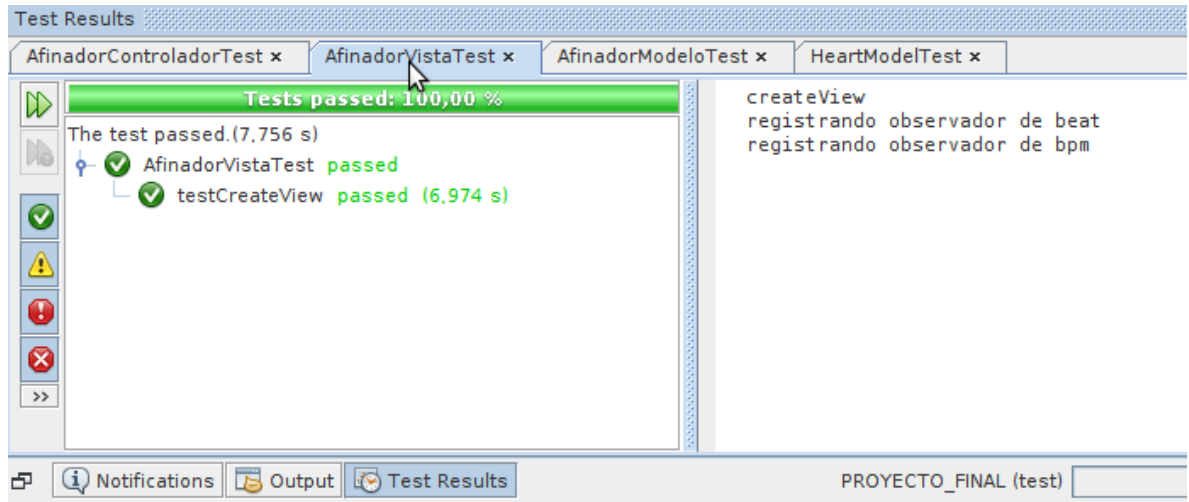 Test Results
AfinadorControladorTest × AfinadorVistaTest × AfinadorModeloTest × HeartModelTest ×
Tests passed: 100,00 %
The test passed.(7,756 s)
AfinadorVistaTest passed
testCreateView passed (6,974 s)
>>
createView
registrando observador de beat
registrando observador de bpm
Notifications Output Test Results PROYECTO_FINAL (test)